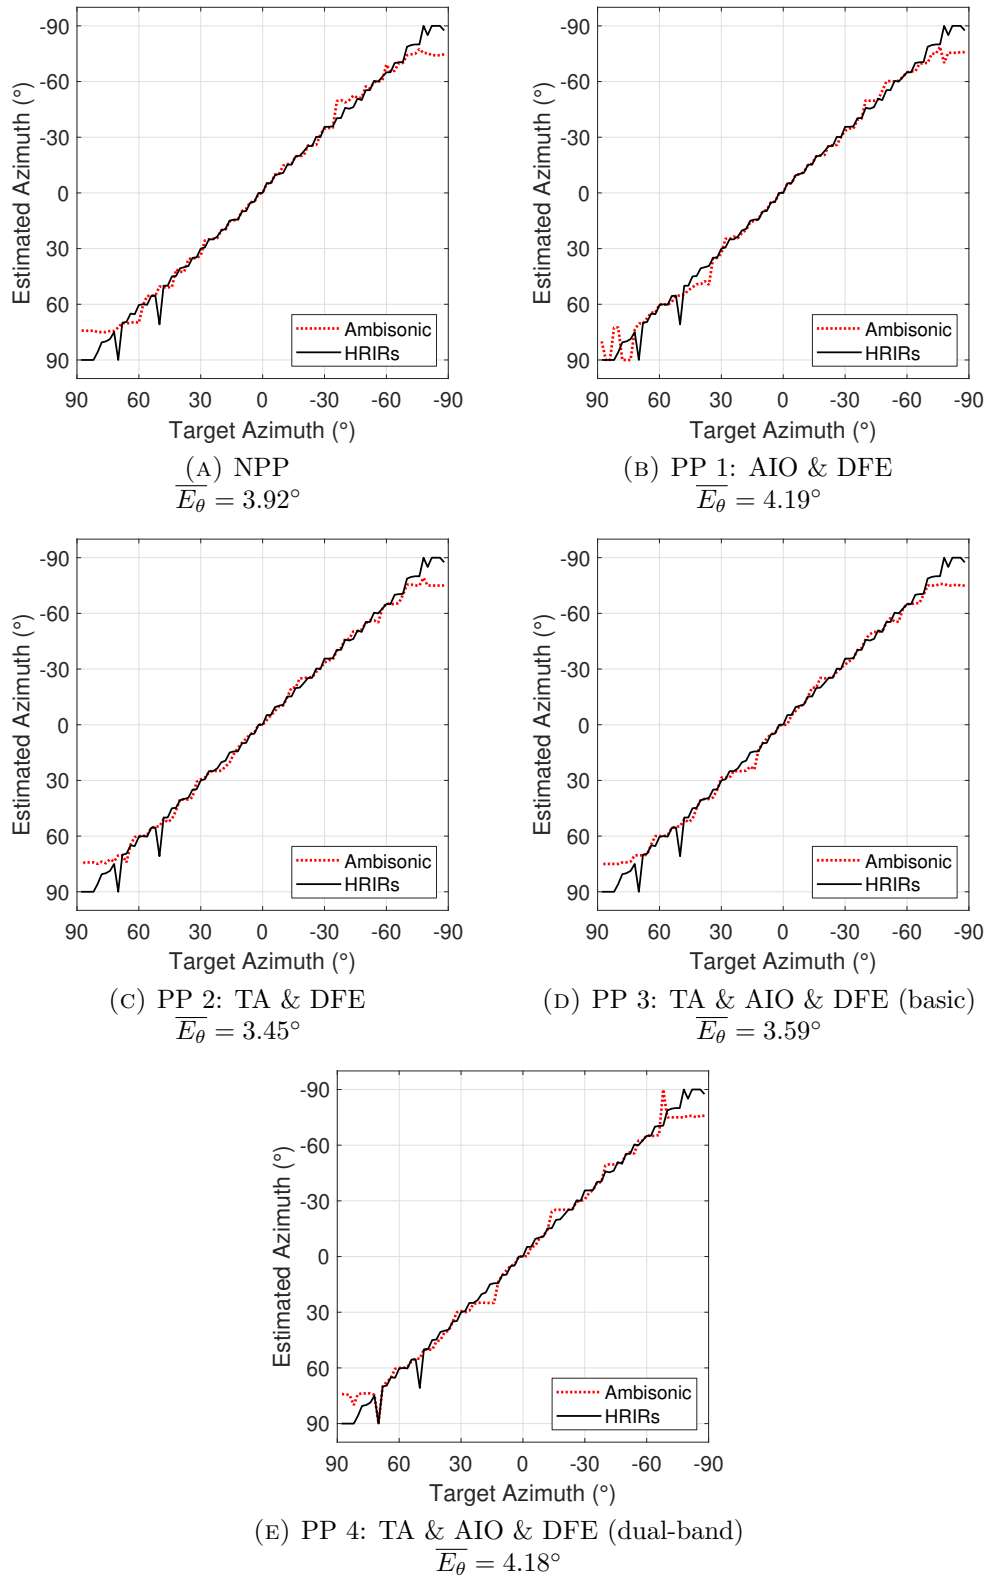 -90
-60
-30
0
30
60
90
Estimated Azimuth (°)
Ambisonic
HRIRs
90 60 30 0 -30 -60 -90
Target Azimuth (°)
(A) NPP
E_θ = 3.92°
-90
-60
-30
0
30
60
90
Estimated Azimuth (°)
Ambisonic
HRIRs
90 60 30 0 -30 -60 -90
Target Azimuth (°)
(B) PP 1: AIO & DFE
E_θ = 4.19°
-90
-60
-30
0
30
60
90
Estimated Azimuth (°)
Ambisonic
HRIRs
90 60 30 0 -30 -60 -90
Target Azimuth (°)
(C) PP 2: TA & DFE
E_θ = 3.45°
-90
-60
-30
0
30
60
90
Estimated Azimuth (°)
Ambisonic
HRIRs
90 60 30 0 -30 -60 -90
Target Azimuth (°)
(D) PP 3: TA & AIO & DFE (basic)
E_θ = 3.59°
-90
-60
-30
0
30
60
90
Estimated Azimuth (°)
Ambisonic
HRIRs
90 60 30 0 -30 -60 -90
Target Azimuth (°)
(E) PP 4: TA & AIO & DFE (dual-band)
E_θ = 4.18°